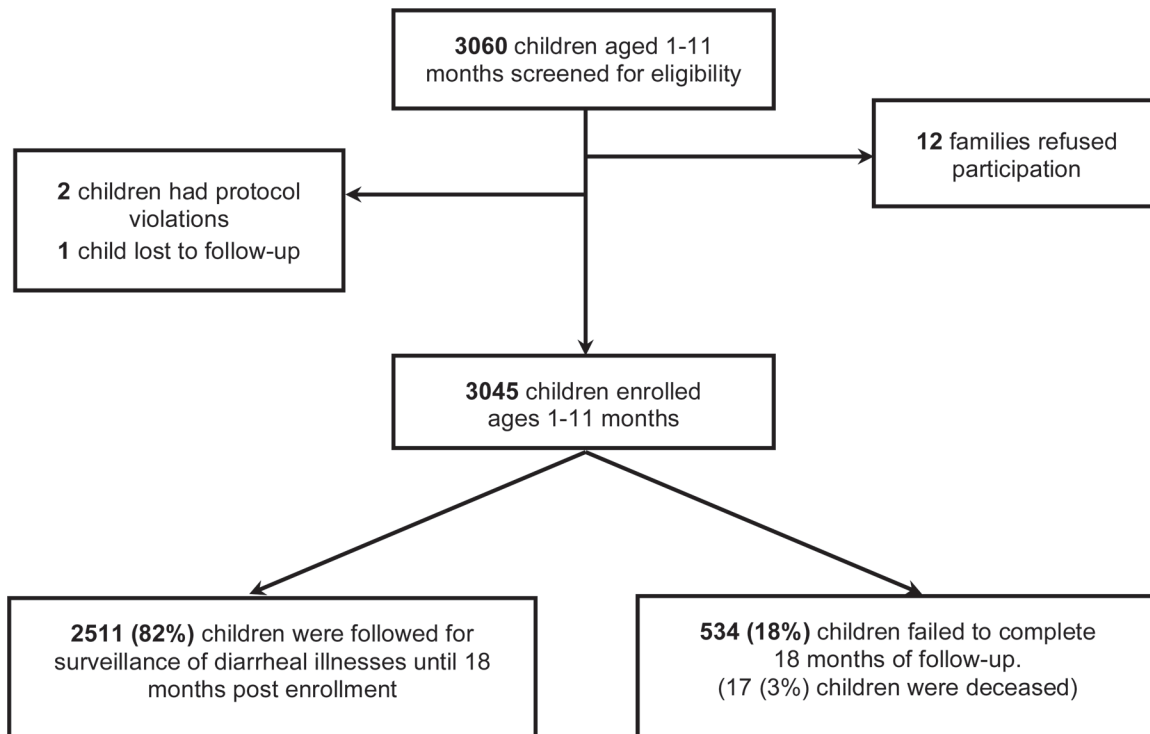 3060 children aged 1-11
months screened for eligibility
12 families refused
participation
2 children had protocol
violations
1 child lost to follow-up
3045 children enrolled
ages 1-11 months
2511 (82%) children were followed for
surveillance of diarrheal illnesses until 18
months post enrollment
534 (18%) children failed to complete
18 months of follow-up.
(17 (3%) children were deceased)